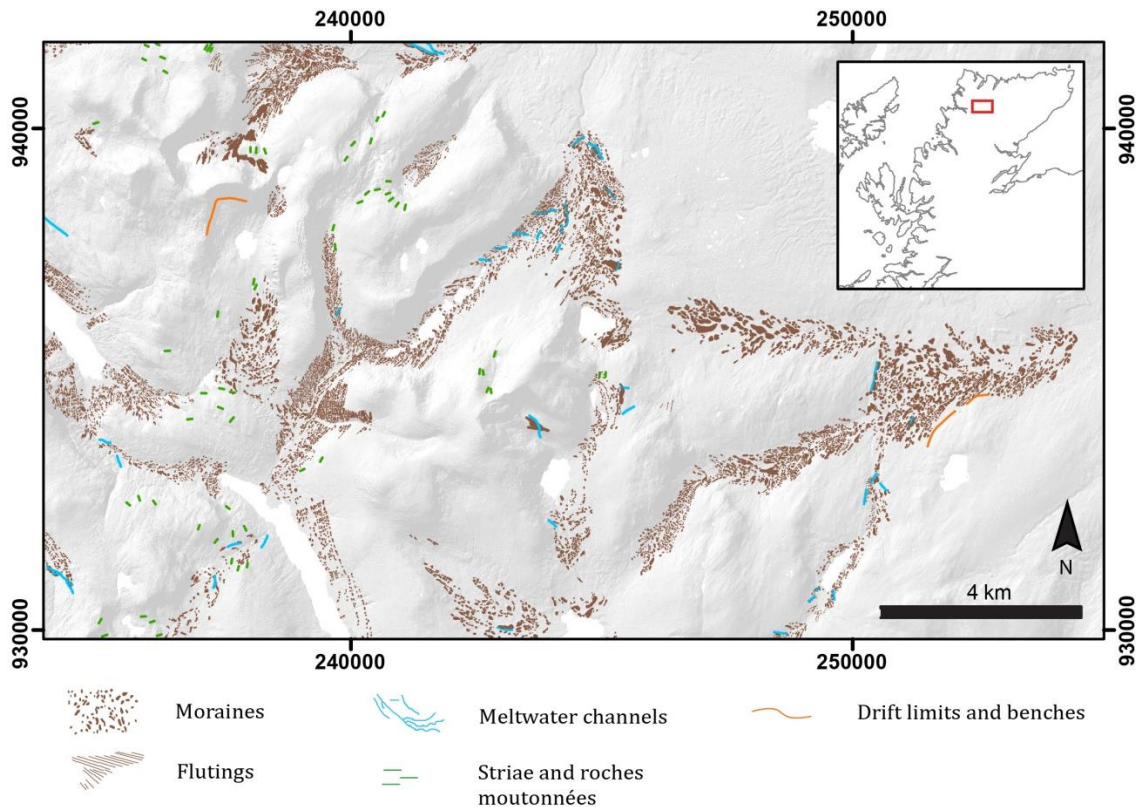 240000
250000
940000
940000
N
4 km
930000
930000
240000
250000
Moraines
Meltwater channels
Drift limits and benches
Flutings
Striae and roches
moutonnées